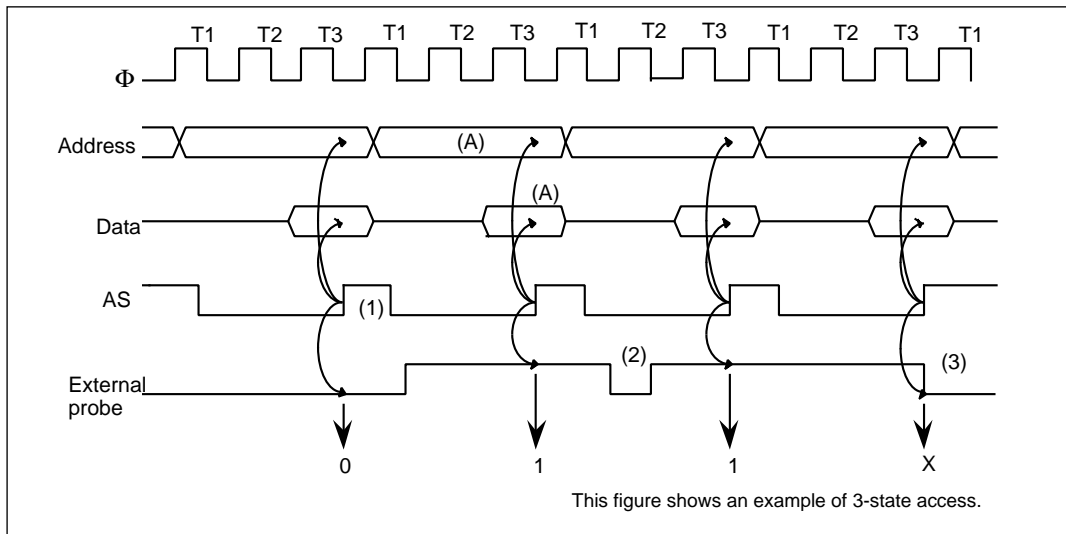 T1 T2 T3 T1 T2 T3 T1 T2 T3 T1 T2 T3 T1
Φ
Address (A)
(A)
Data
AS (1)
(2) (3)
External
probe
0 1 1 X
This figure shows an example of 3-state access.